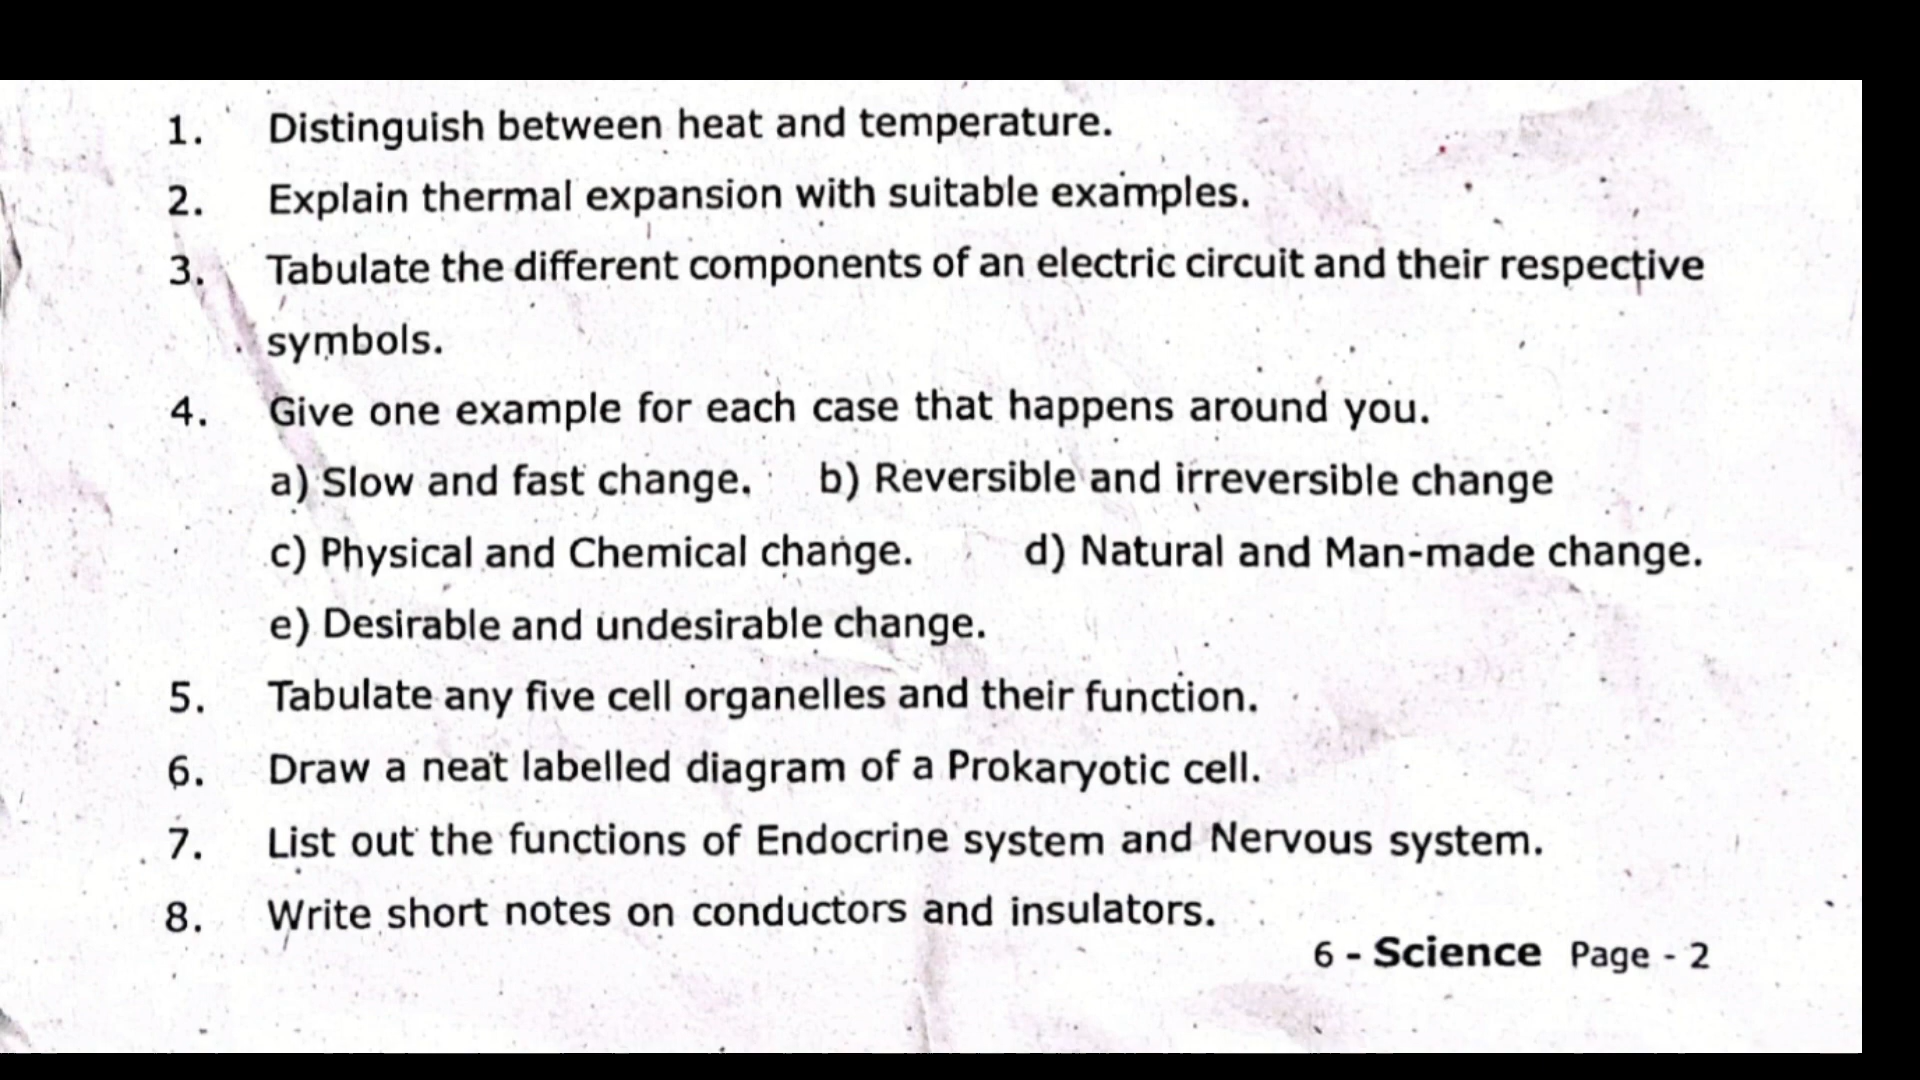 1. Distinguish between heat and temperature.
2. Explain thermal expansion with suitable examples.
3. Tabulate the different components of an electric circuit and their respective
symbols.
4. Give one example for each case that happens around you.
a) Slow and fast change. b) Reversible and irreversible change
c) Physical and Chemical change. d) Natural and Man-made change.
e) Desirable and undesirable change.
5. Tabulate any five cell organelles and their function.
6. Draw a neat labelled diagram of a Prokaryotic cell.
7. List out the functions of Endocrine system and Nervous system.
8. Write short notes on conductors and insulators.
6 - Science Page - 2